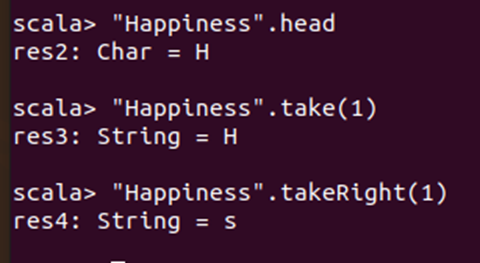 scala> "Happiness".head
res2: Char = H
scala> "Happiness".take(1)
res3: String = H
scala> "Happiness".takeRight(1)
res4: String = s